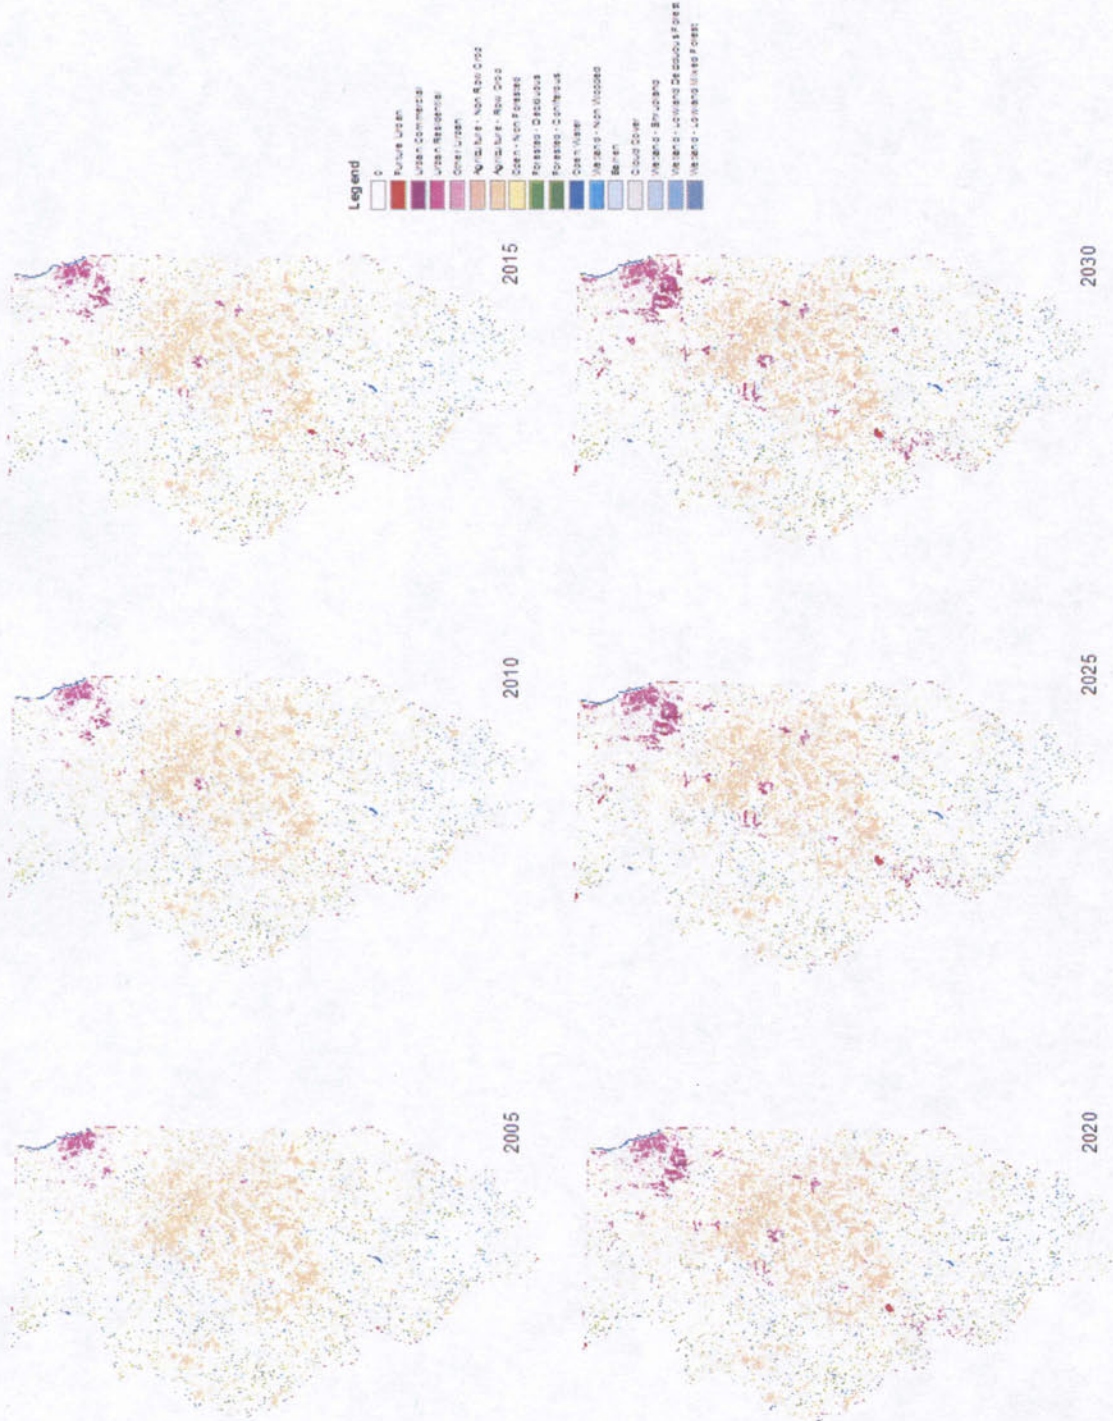 2005
2010
2015
2020
2025
2030
Legend
0
Future Urban
Urban Commercial
Urban Residential
Other Urban
Agriculture - Non Row Crop
Agriculture - Row Crop
Open - Non Forested
Forested - Deciduous
Forested - Coniferous
Open Water
Wetland - Non Wooded
Barren
Cloud Cover
Wetland - Shrubland
Wetland - Lowland Deciduous Forest
Wetland - Lowland Mixed Forest